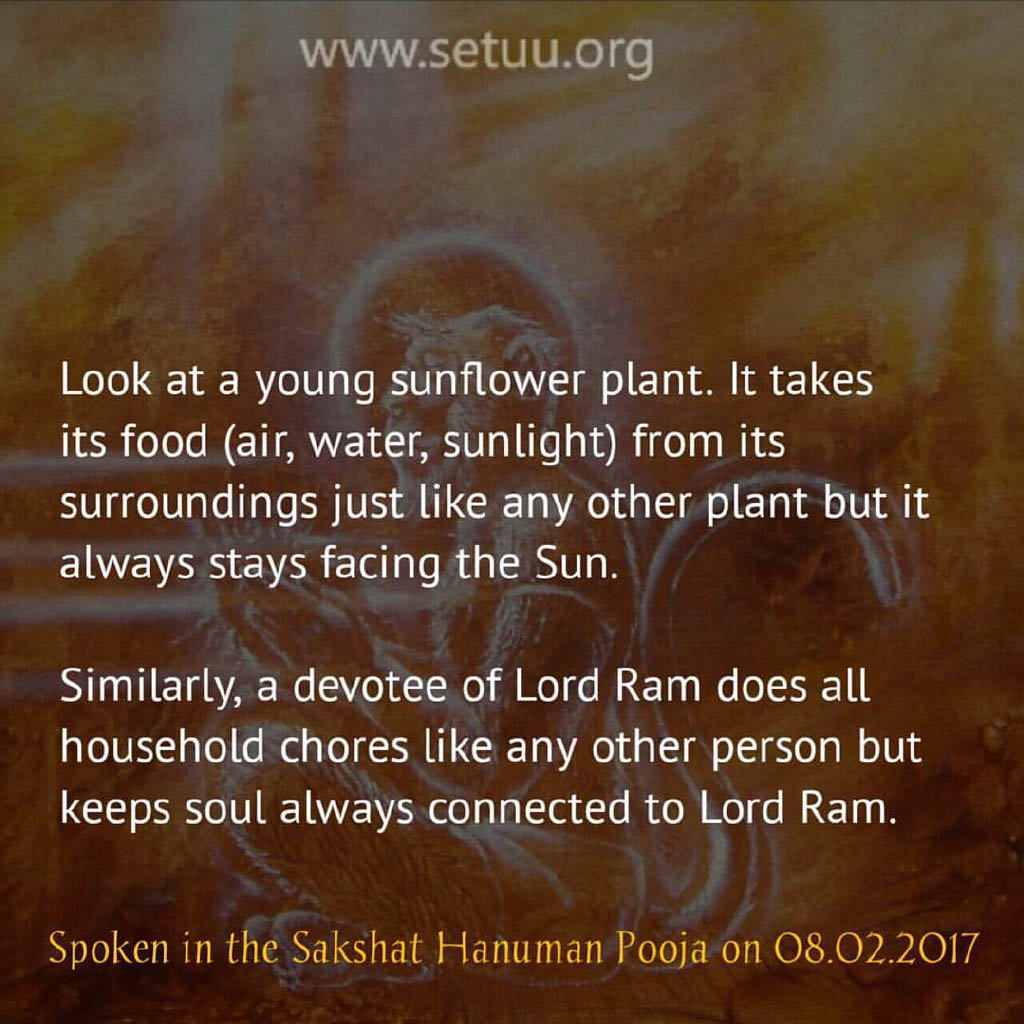 www.setuu.org
Look at a young sunflower plant. It takes
its food (air, water, sunlight) from its
surroundings just like any other plant but it
always stays facing the Sun.
Similarly, a devotee of Lord Ram does all
household chores like any other person but
keeps soul always connected to Lord Ram.
Spoken in the Sakshat Hanuman Pooja on 08.02.2017